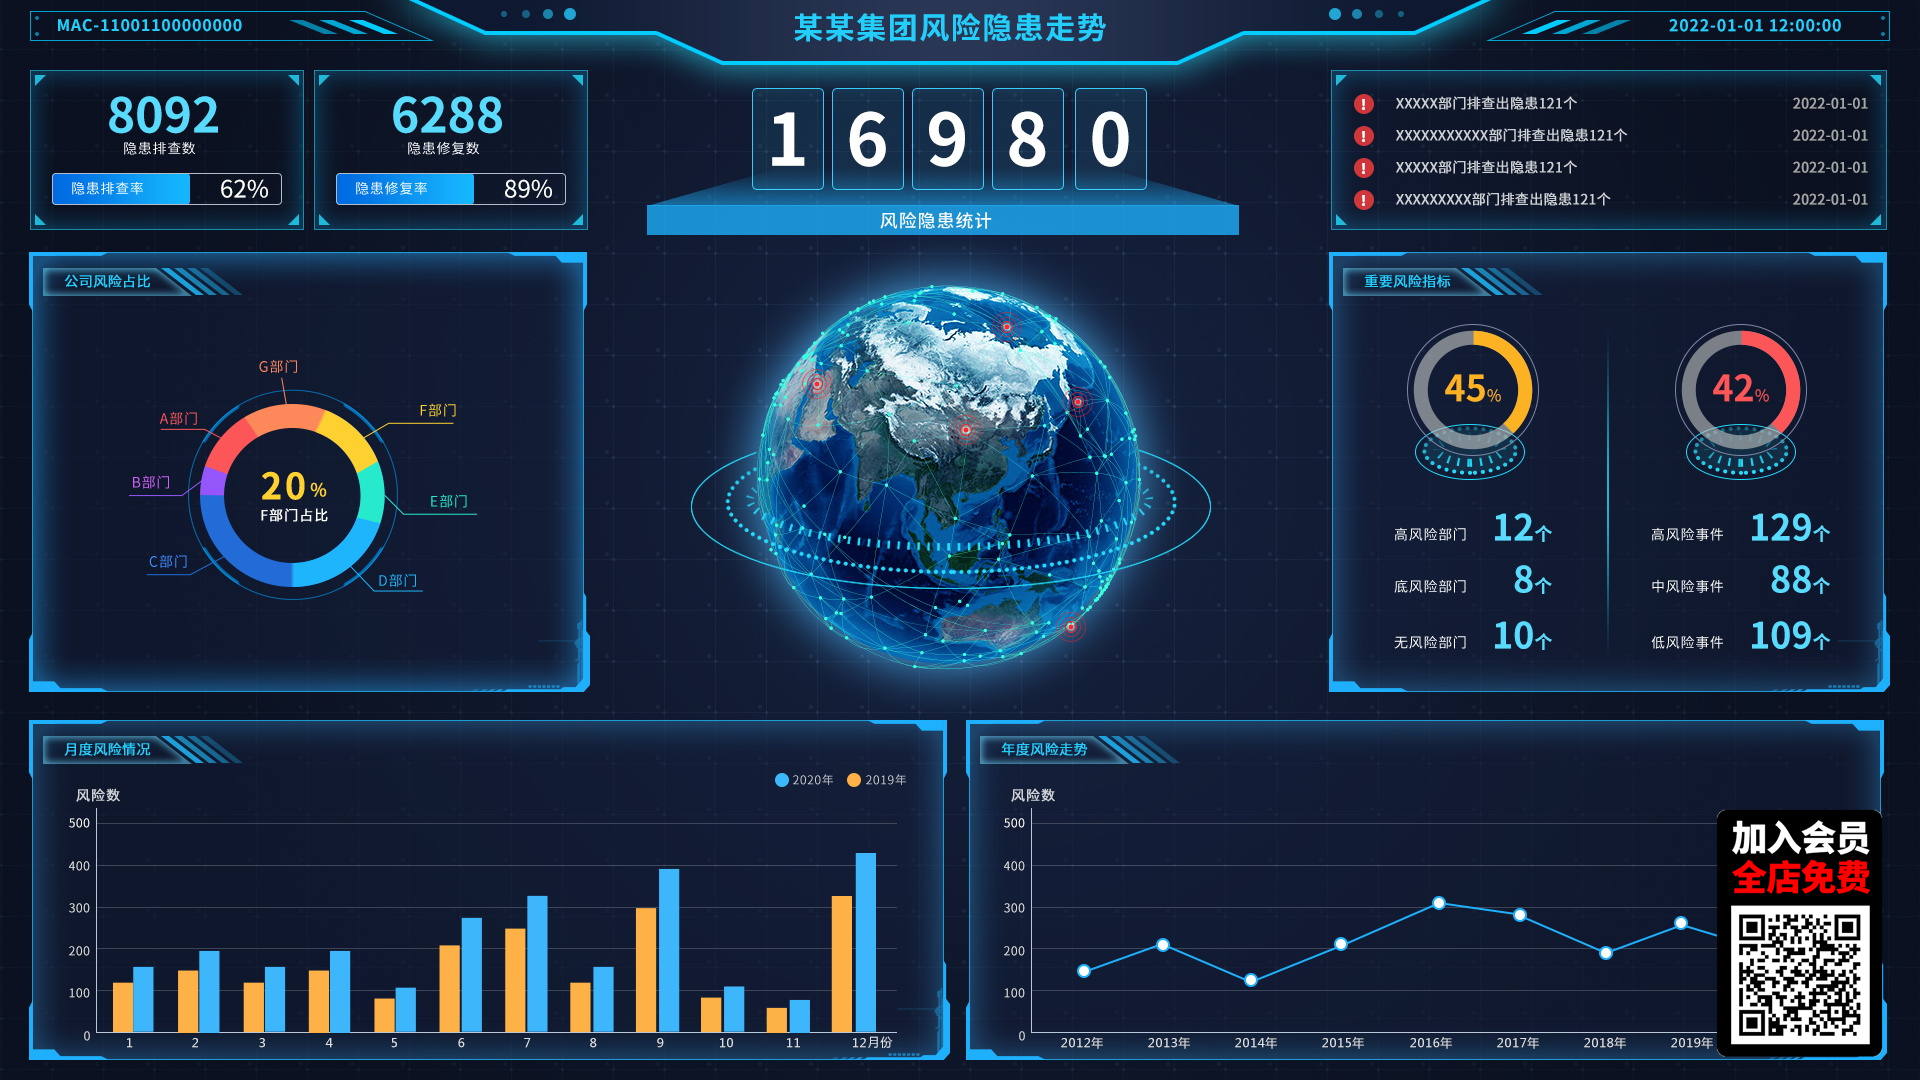 MAC-11001100000000
某某集团风险隐患走势
2022-01-01 12:00:00
8092
隐患排查数
隐患排查率 62%
6288
隐患修复数
隐患修复率 89%
1 6 9 8 0
风险隐患统计
XXXXX部门排查出隐患121个 2022-01-01
XXXXXXXXXXX部门排查出隐患121个 2022-01-01
XXXXX部门排查出隐患121个 2022-01-01
XXXXXXXXX部门排查出隐患121个 2022-01-01
公司风险占比
G部门
A部门
F部门
B部门
E部门
C部门
D部门
20%
F部门占比
重要风险指标
45%
42%
高风险部门 12个
高风险事件 129个
底风险部门 8个
中风险事件 88个
无风险部门 10个
低风险事件 109个
月度风险情况
2020年 2019年
风险数
500
400
300
200
100
0
1 2 3 4 5 6 7 8 9 10 11 12月份
年度风险走势
风险数
500
400
300
200
100
0
2012年 2013年 2014年 2015年 2016年 2017年 2018年 2019年
加入会员
全店免费